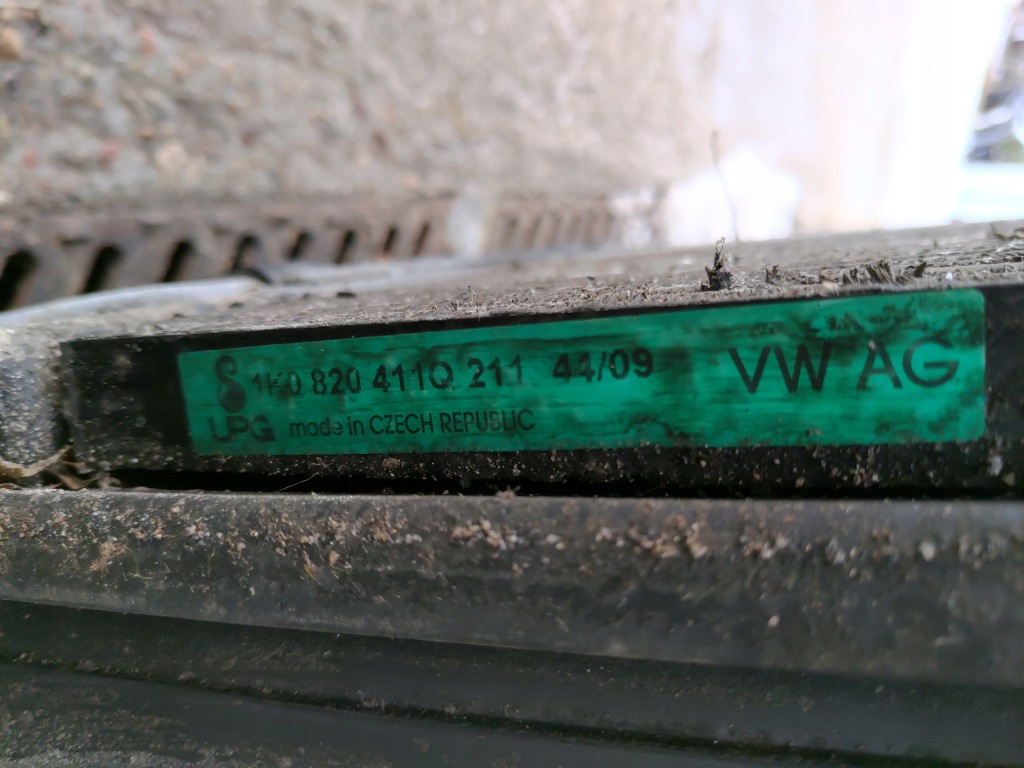 1K0 820 411Q 211 44/09 VW AG
UPG made in CZECH REPUBLIC